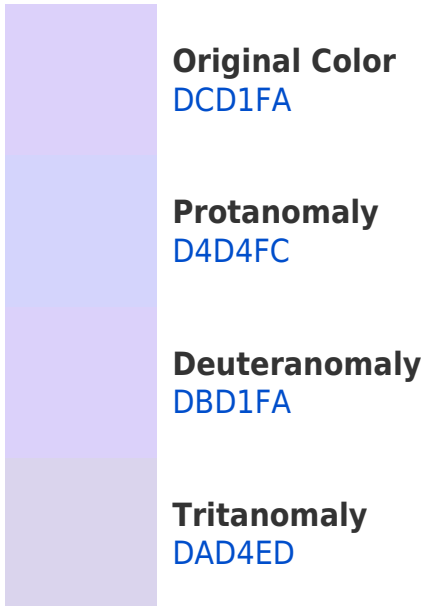 Original Color
DCD1FA
Protanomaly
D4D4FC
Deuteranomaly
DBD1FA
Tritanomaly
DAD4ED